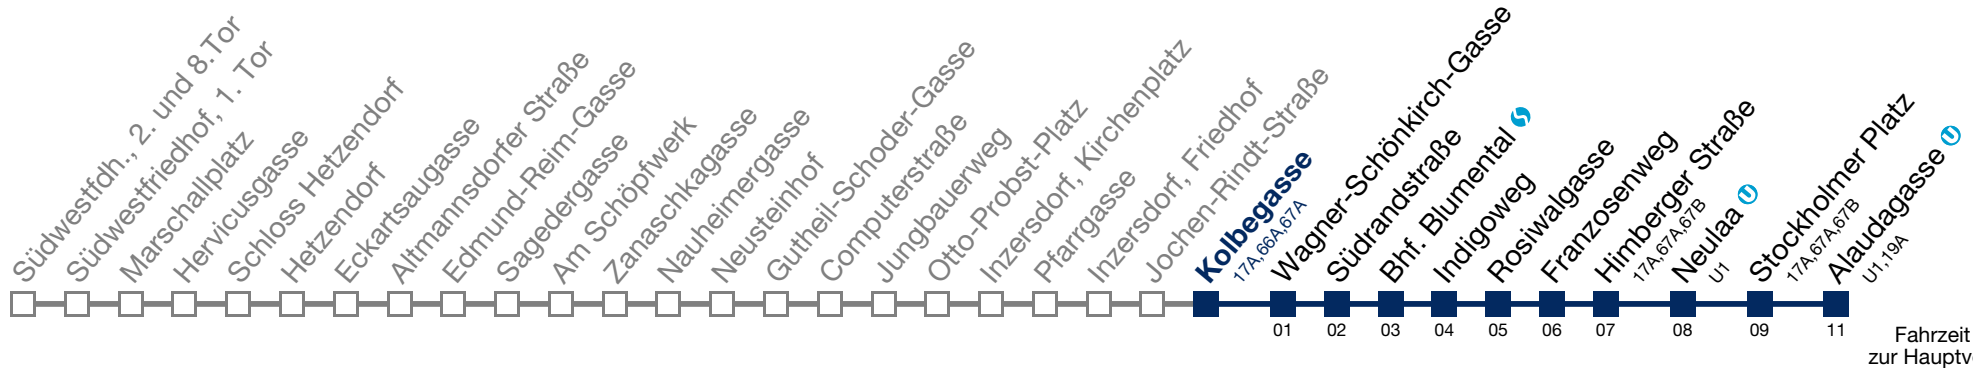 Südwestfdh., 2. und 8.Tor
Südwestfriedhof, 1. Tor
Marschallplatz
Hervicusgasse
Schloss Hetzendorf
Hetzendorf
Eckartsaugasse
Altmannsdorfer Straße
Edmund-Reim-Gasse
Sagedergasse
Am Schöpfwerk
Zanaschkagasse
Nauheimergasse
Neusteinhof
Gutheil-Schoder-Gasse
Computerstraße
Jungbauerweg
Otto-Probst-Platz
Inzersdorf, Kirchenplatz
Pfarrgasse
Inzersdorf, Friedhof
Jochen-Rindt-Straße
Kolbegasse
17A,66A,67A
Wagner-Schönkirch-Gasse
01
Südrandstraße
02
Bhf. Blumental
03
Indigoweg
04
Rosiwalgasse
05
Franzosenweg
06
Himberger Straße
17A,67A,67B
07
Neulaa U
U1
08
Stockholmer Platz
17A,67A,67B
09
Alaudagasse U
U1,19A
11
Fahrzeit
zur Hauptv